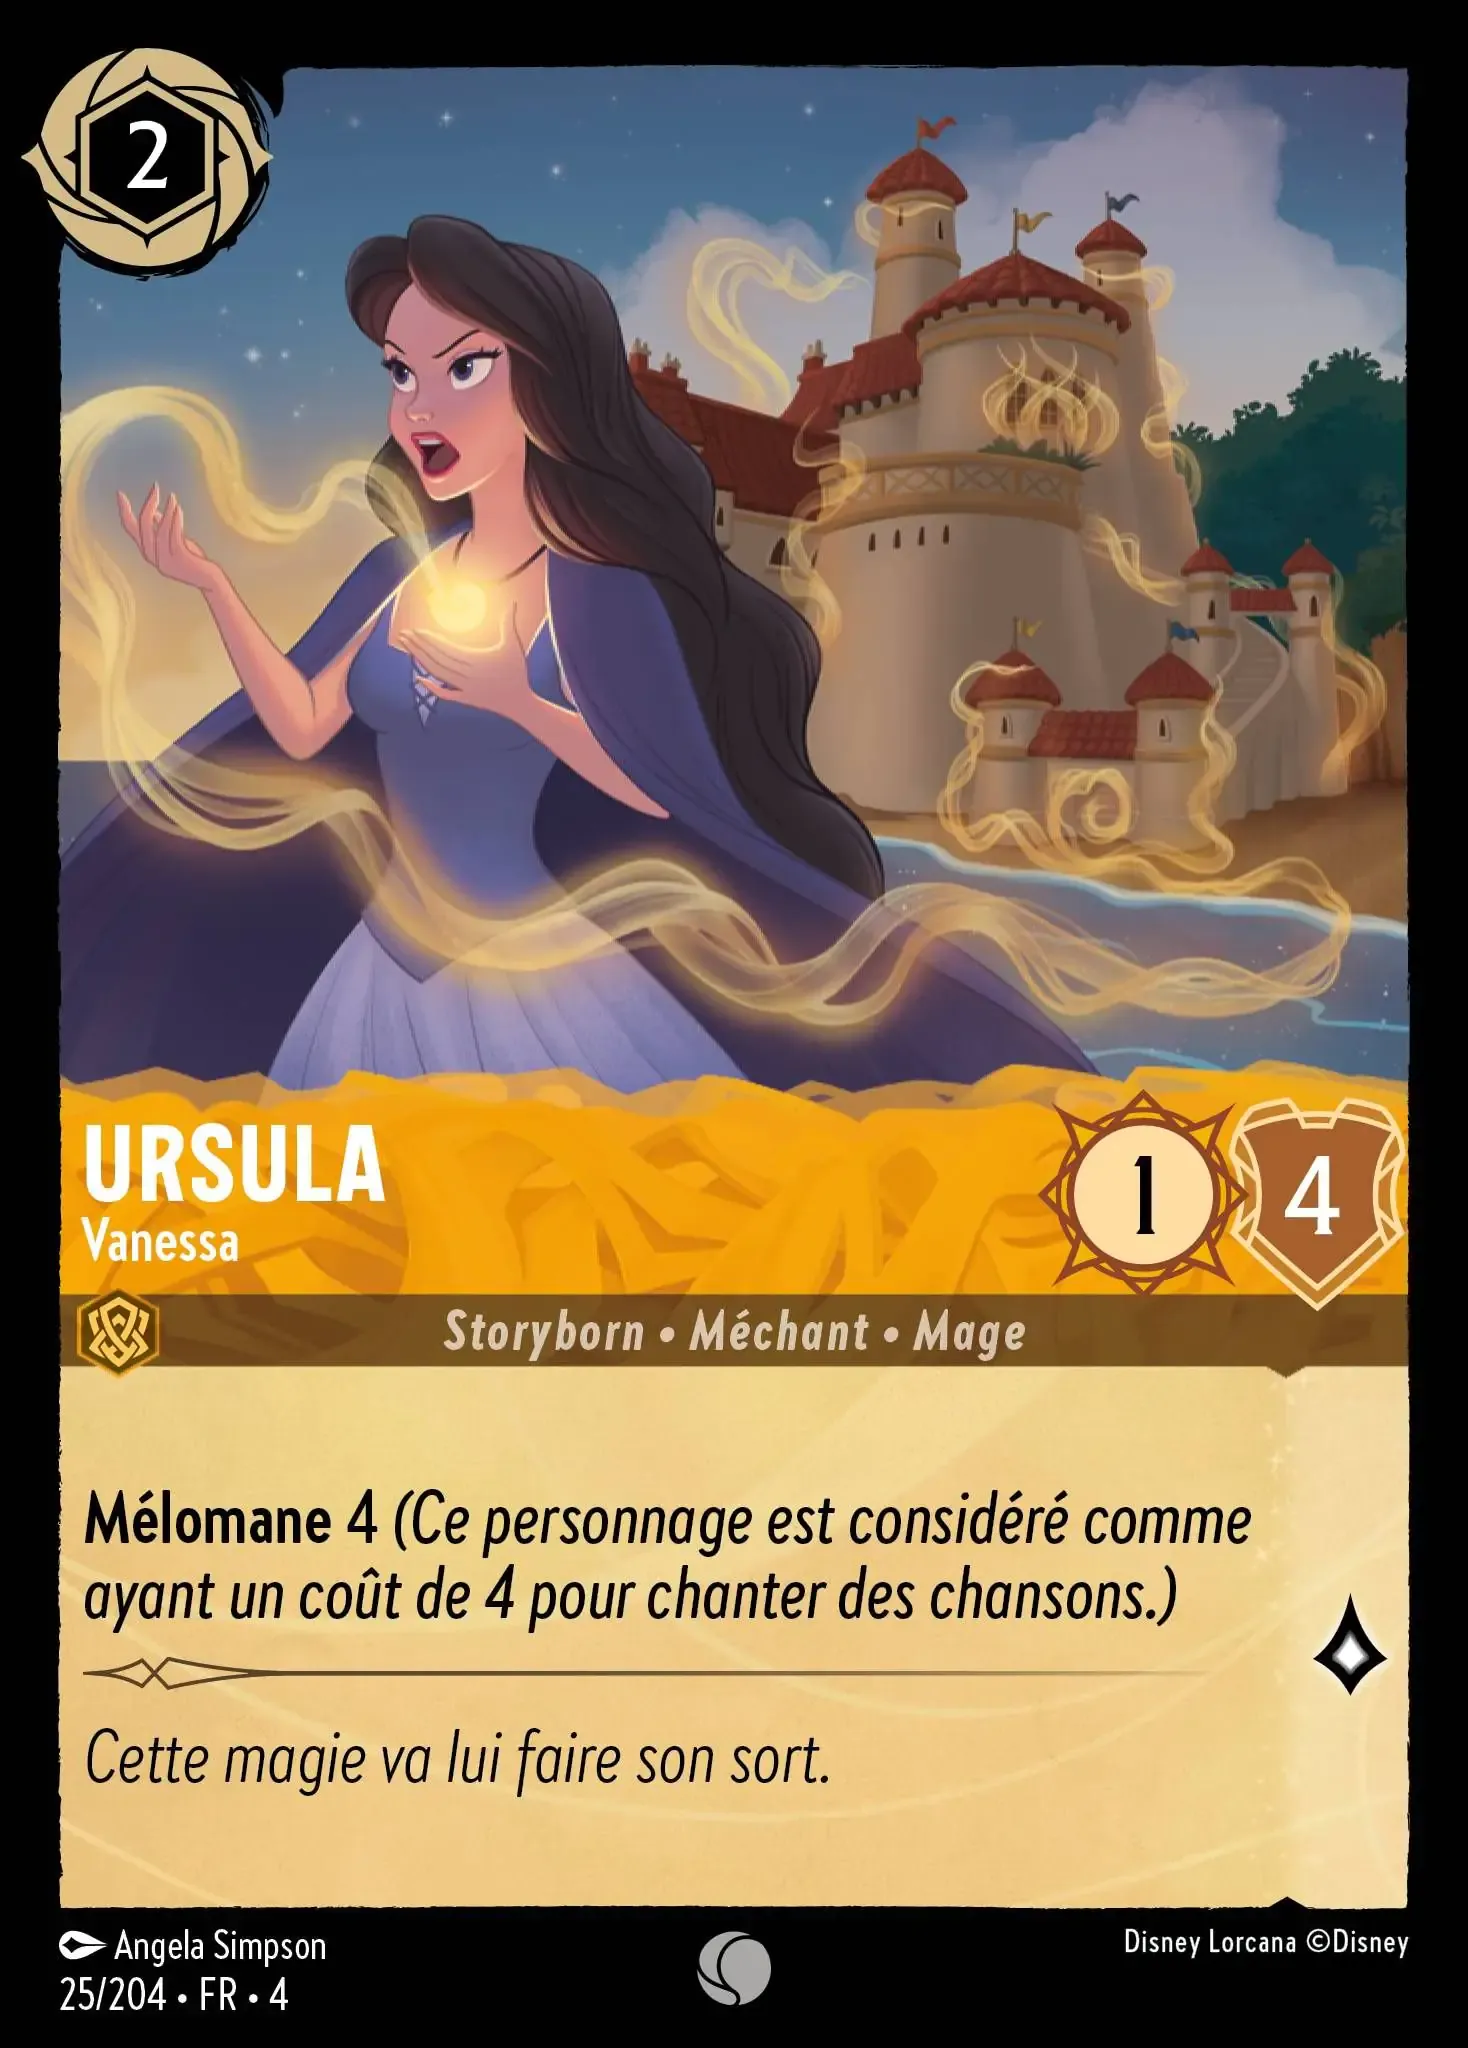 2
URSULA
Vanessa
1
4
Storyborn • Méchant • Mage
Mélomane 4 (Ce personnage est considéré comme
ayant un coût de 4 pour chanter des chansons.)
Cette magie va lui faire son sort.
Angela Simpson
Disney Lorcana ©Disney
25/204 • FR • 4